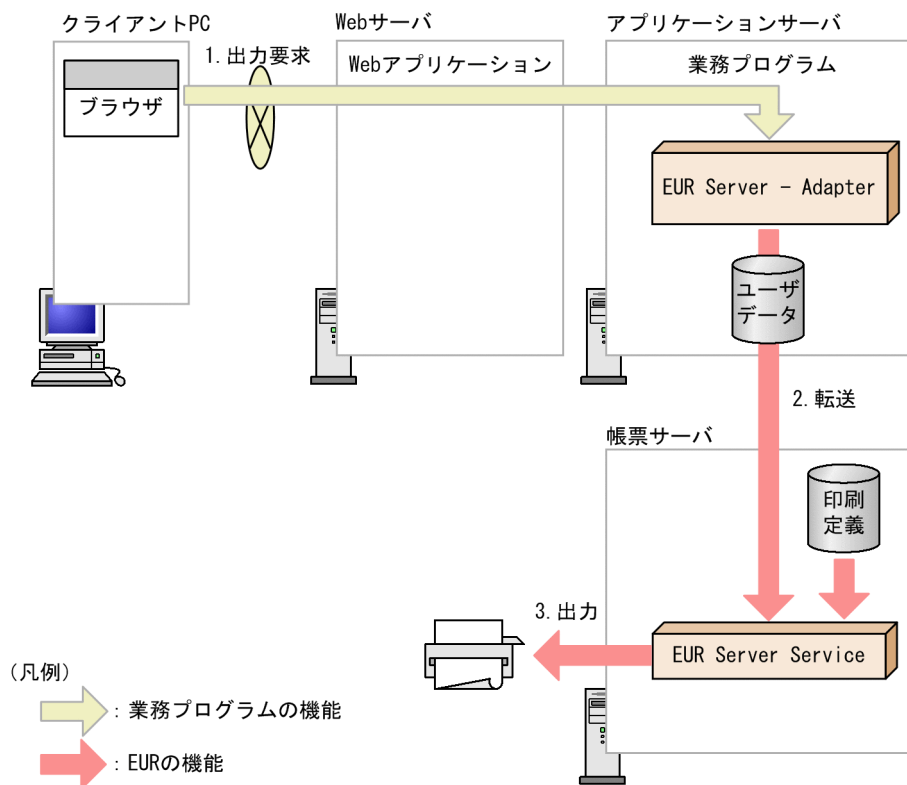 クライアントPC
Webサーバ
アプリケーションサーバ
1.出力要求
Webアプリケーション
業務プログラム
ブラウザ
EUR Server - Adapter
ユーザ
データ
2.転送
帳票サーバ
印刷
定義
3.出力
EUR Server Service
(凡例)
:業務プログラムの機能
:EURの機能